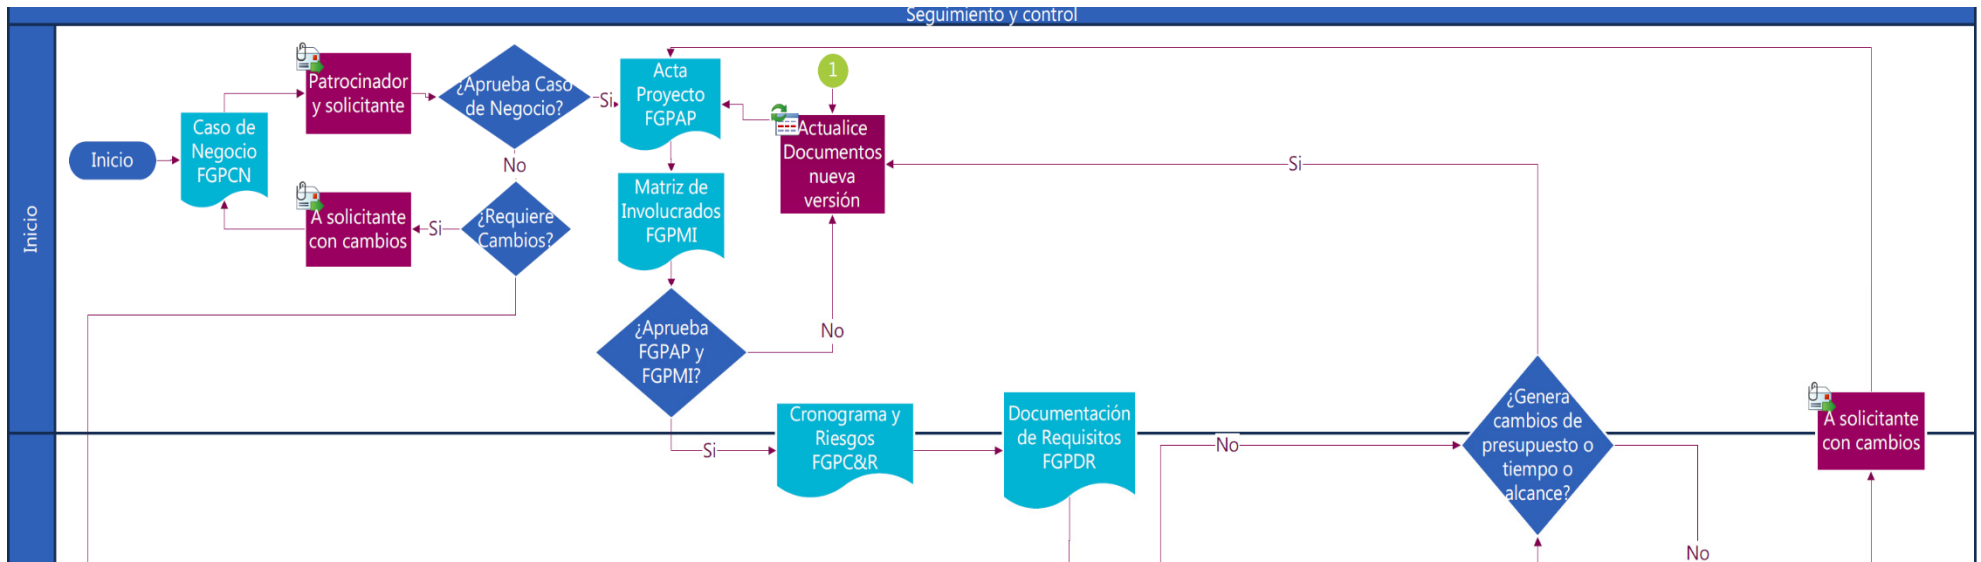 Seguimiento y control
Inicio
Inicio
Caso de
Negocio
FGPCN
Patrocinador
y solicitante
¿Aprueba Caso
de Negocio?
Si
No
¿Requiere
Cambios?
Si
A solicitante
con cambios
Acta
Proyecto
FGPAP
Matriz de
Involucrados
FGPMI
¿Aprueba
FGPAP y
FGPMI?
No
Si
1
Actualice
Documentos
nueva
versión
Si
Cronograma y
Riesgos
FGPC&R
Documentación
de Requisitos
FGPDR
No
¿Genera
cambios de
presupuesto o
tiempo o
alcance?
No
A solicitante
con cambios